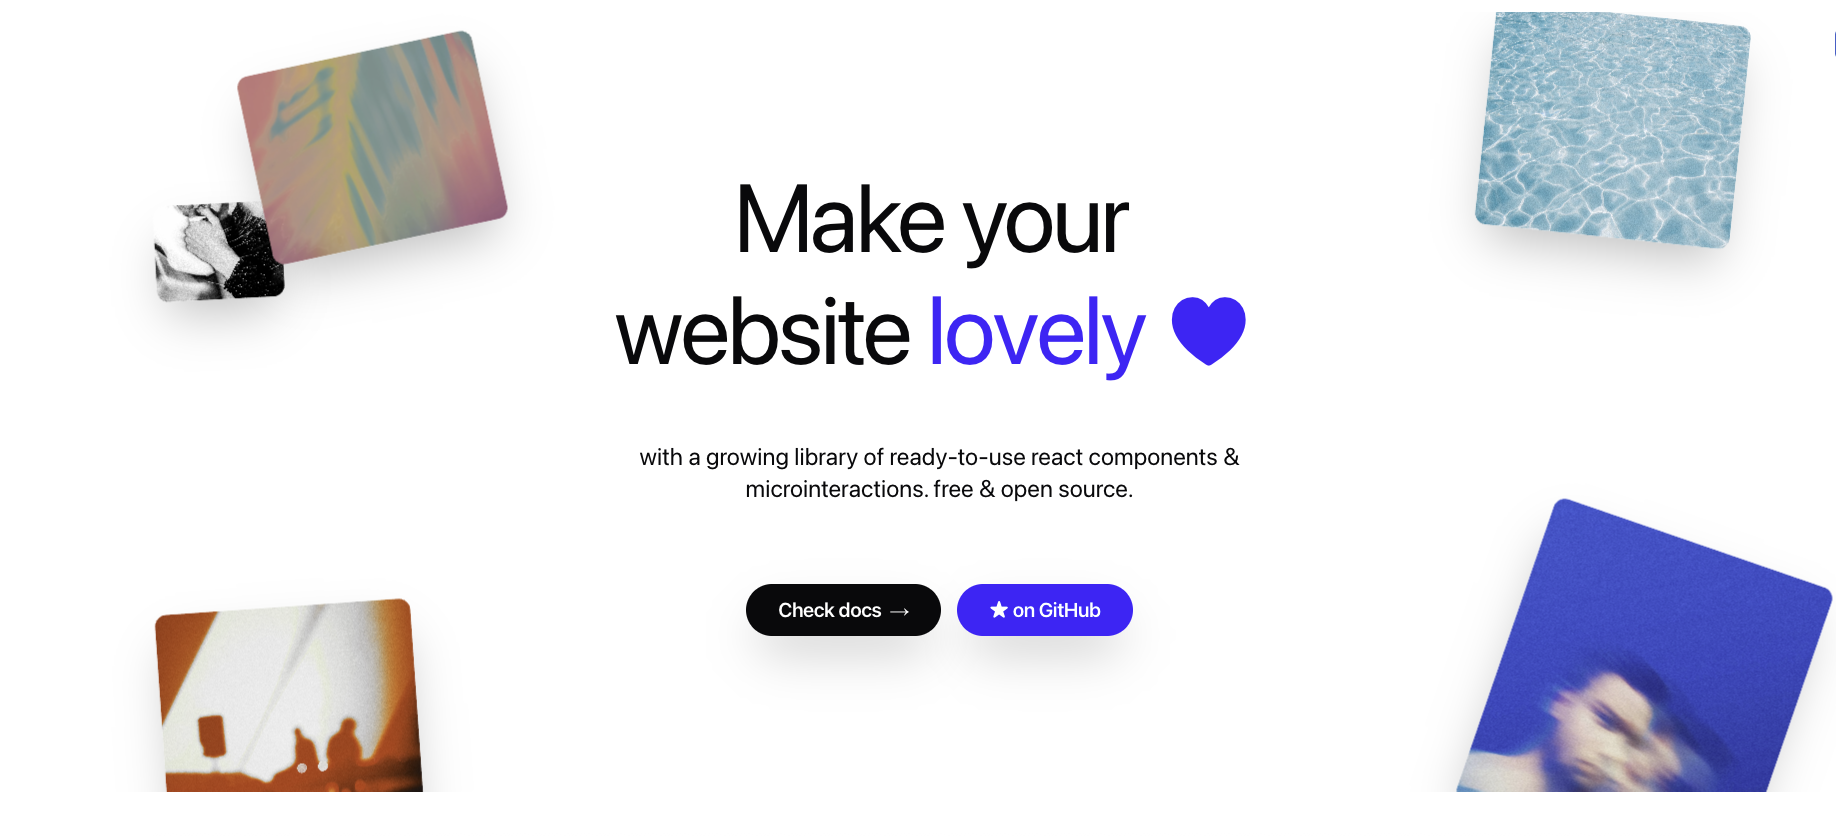 Make your
website lovely
with a growing library of ready-to-use react components &
microinteractions. free & open source.
Check docs →
★ on GitHub